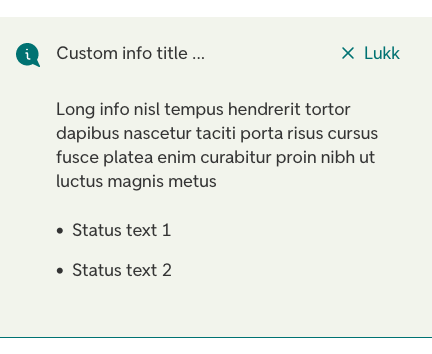 Custom info title ...
Lukk
Long info nisl tempus hendrerit tortor
dapibus nascetur taciti porta risus cursus
fusce platea enim curabitur proin nibh ut
luctus magnis metus
• Status text 1
• Status text 2